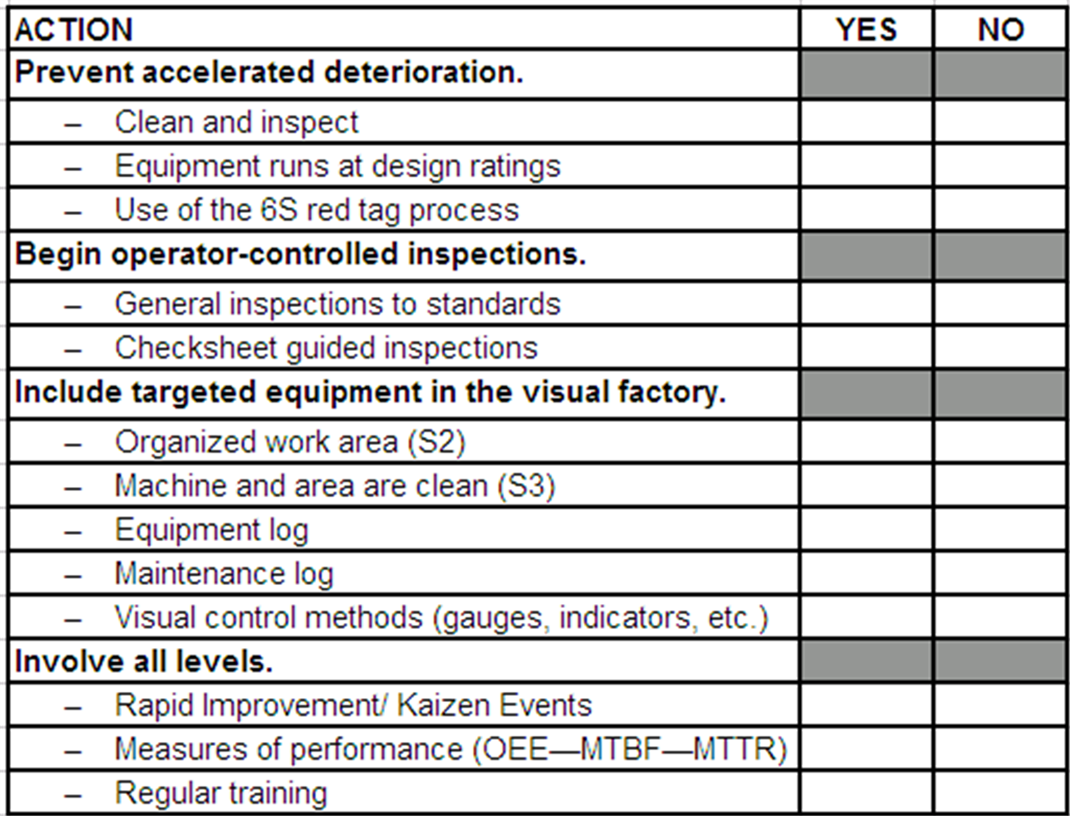 ACTION YES NO
Prevent accelerated deterioration.
– Clean and inspect
– Equipment runs at design ratings
– Use of the 6S red tag process
Begin operator-controlled inspections.
– General inspections to standards
– Checksheet guided inspections
Include targeted equipment in the visual factory.
– Organized work area (S2)
– Machine and area are clean (S3)
– Equipment log
– Maintenance log
– Visual control methods (gauges, indicators, etc.)
Involve all levels.
– Rapid Improvement/ Kaizen Events
– Measures of performance (OEE—MTBF—MTTR)
– Regular training